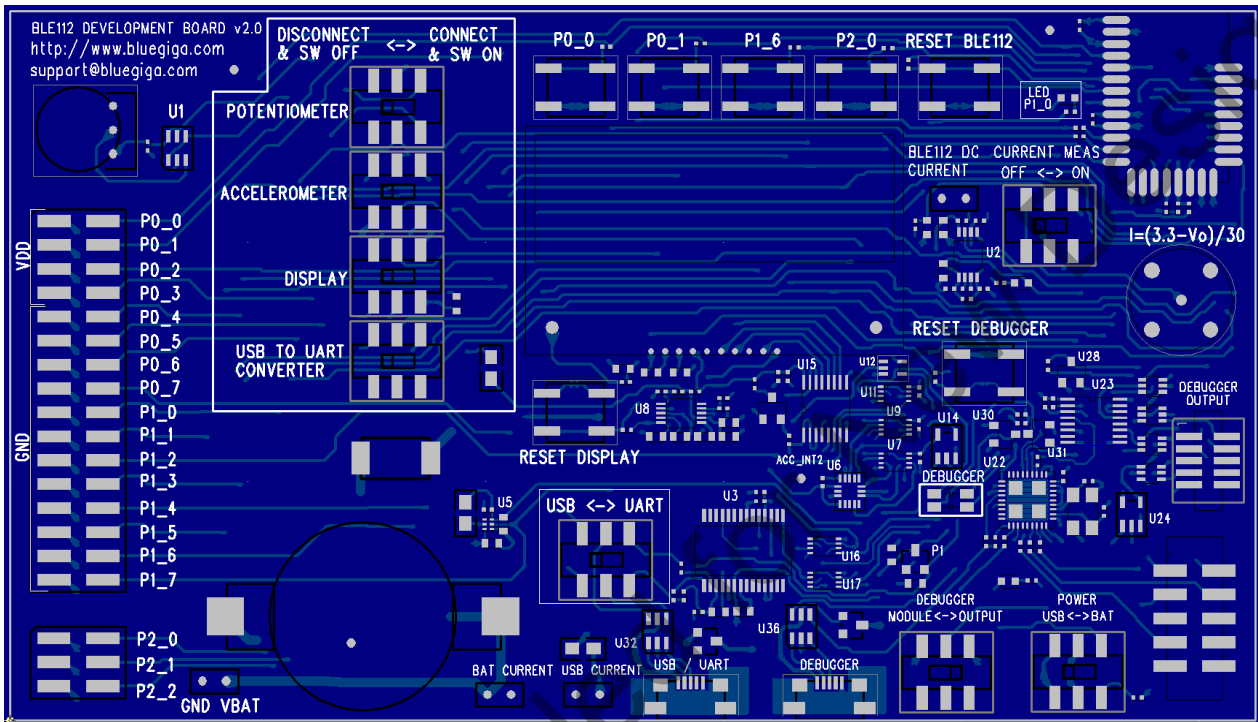 BLE112 DEVELOPMENT BOARD v2.0
http://www.bluegiga.com
support@bluegiga.com
DISCONNECT <-> CONNECT
& SW OFF & SW ON
POTENTIOMETER
ACCELEROMETER
DISPLAY
USB TO UART
CONVERTER
U1
P0_0
P0_1
P1_6
P2_0
RESET BLE112
LED
P1_0
BLE112 DC CURRENT MEAS
CURRENT OFF <-> ON
U2
I=(3.3-Vo)/30
VDD
P0_0
P0_1
P0_2
P0_3
GND
P0_4
P0_5
P0_6
P0_7
P1_0
P1_1
P1_2
P1_3
P1_4
P1_5
P1_6
P1_7
P2_0
P2_1
P2_2
GND VBAT
RESET DEBUGGER
U15
U12
U11
U9
U7
U8
U14
U30
U28
U23
DEBUGGER
OUTPUT
RESET DISPLAY
ACC_INT2
U6
U22
U31
DEBUGGER
U24
U5
USB <-> UART
U3
U16
U17
P1
DEBUGGER
MODULE<->OUTPUT
POWER
USB<->BAT
U32
U36
BAT CURRENT
USB CURRENT
USB / UART
DEBUGGER